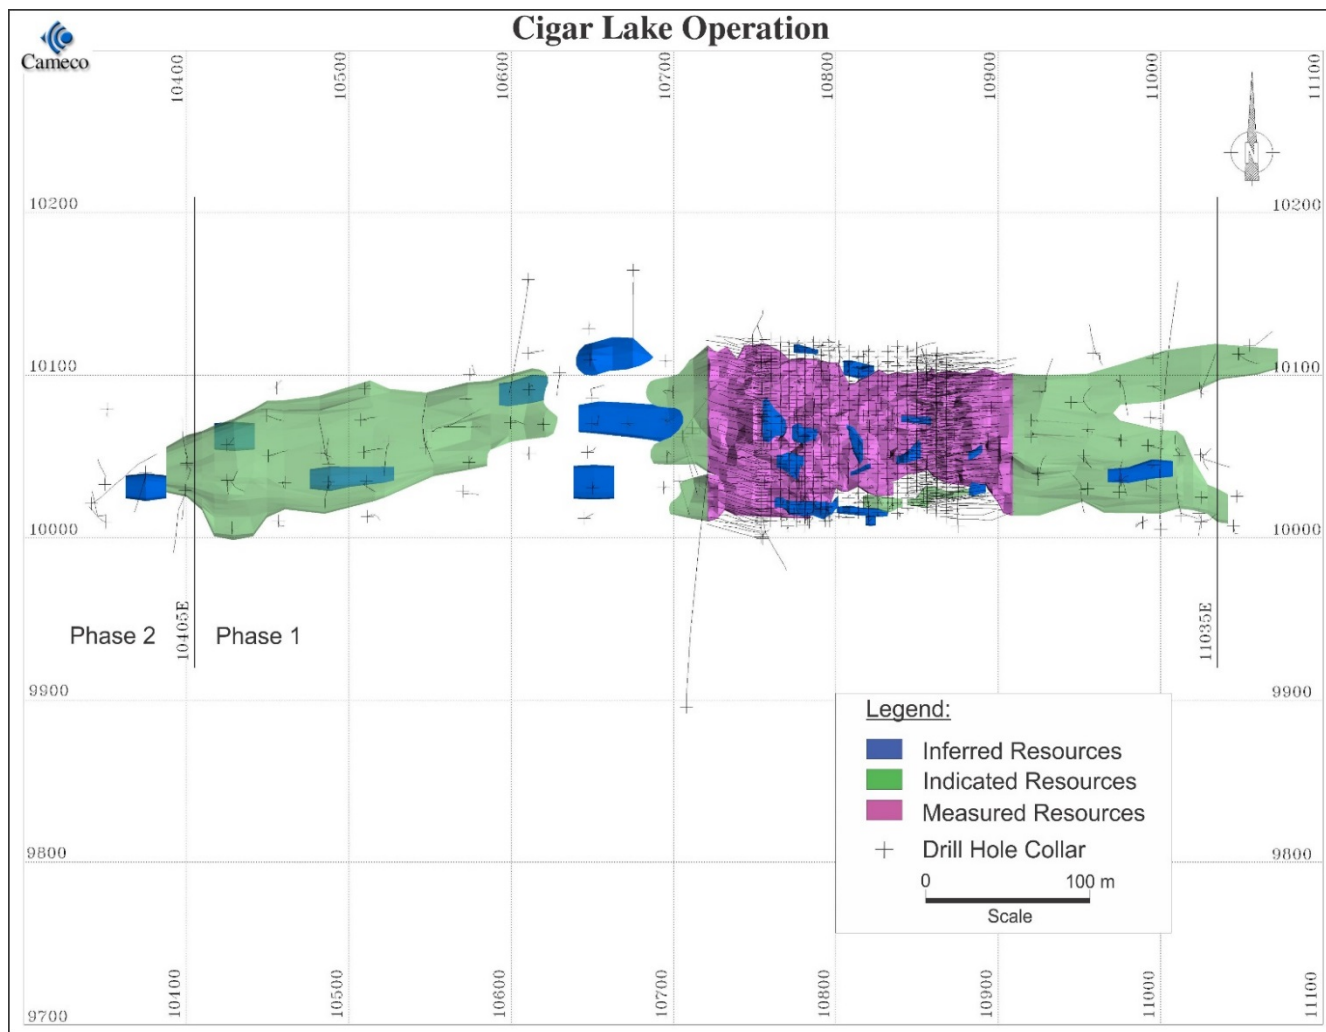 Cigar Lake Operation
Cameco
10400
10500
10600
10700
10800
10900
11000
11100
10200
10200
10100
10100
10000
10000
10405E
11035E
Phase 2
Phase 1
9900
9900
Legend:
Inferred Resources
Indicated Resources
Measured Resources
Drill Hole Collar
0
100 m
Scale
9800
9800
10400
10500
10600
10700
10800
10900
11000
11100
9700